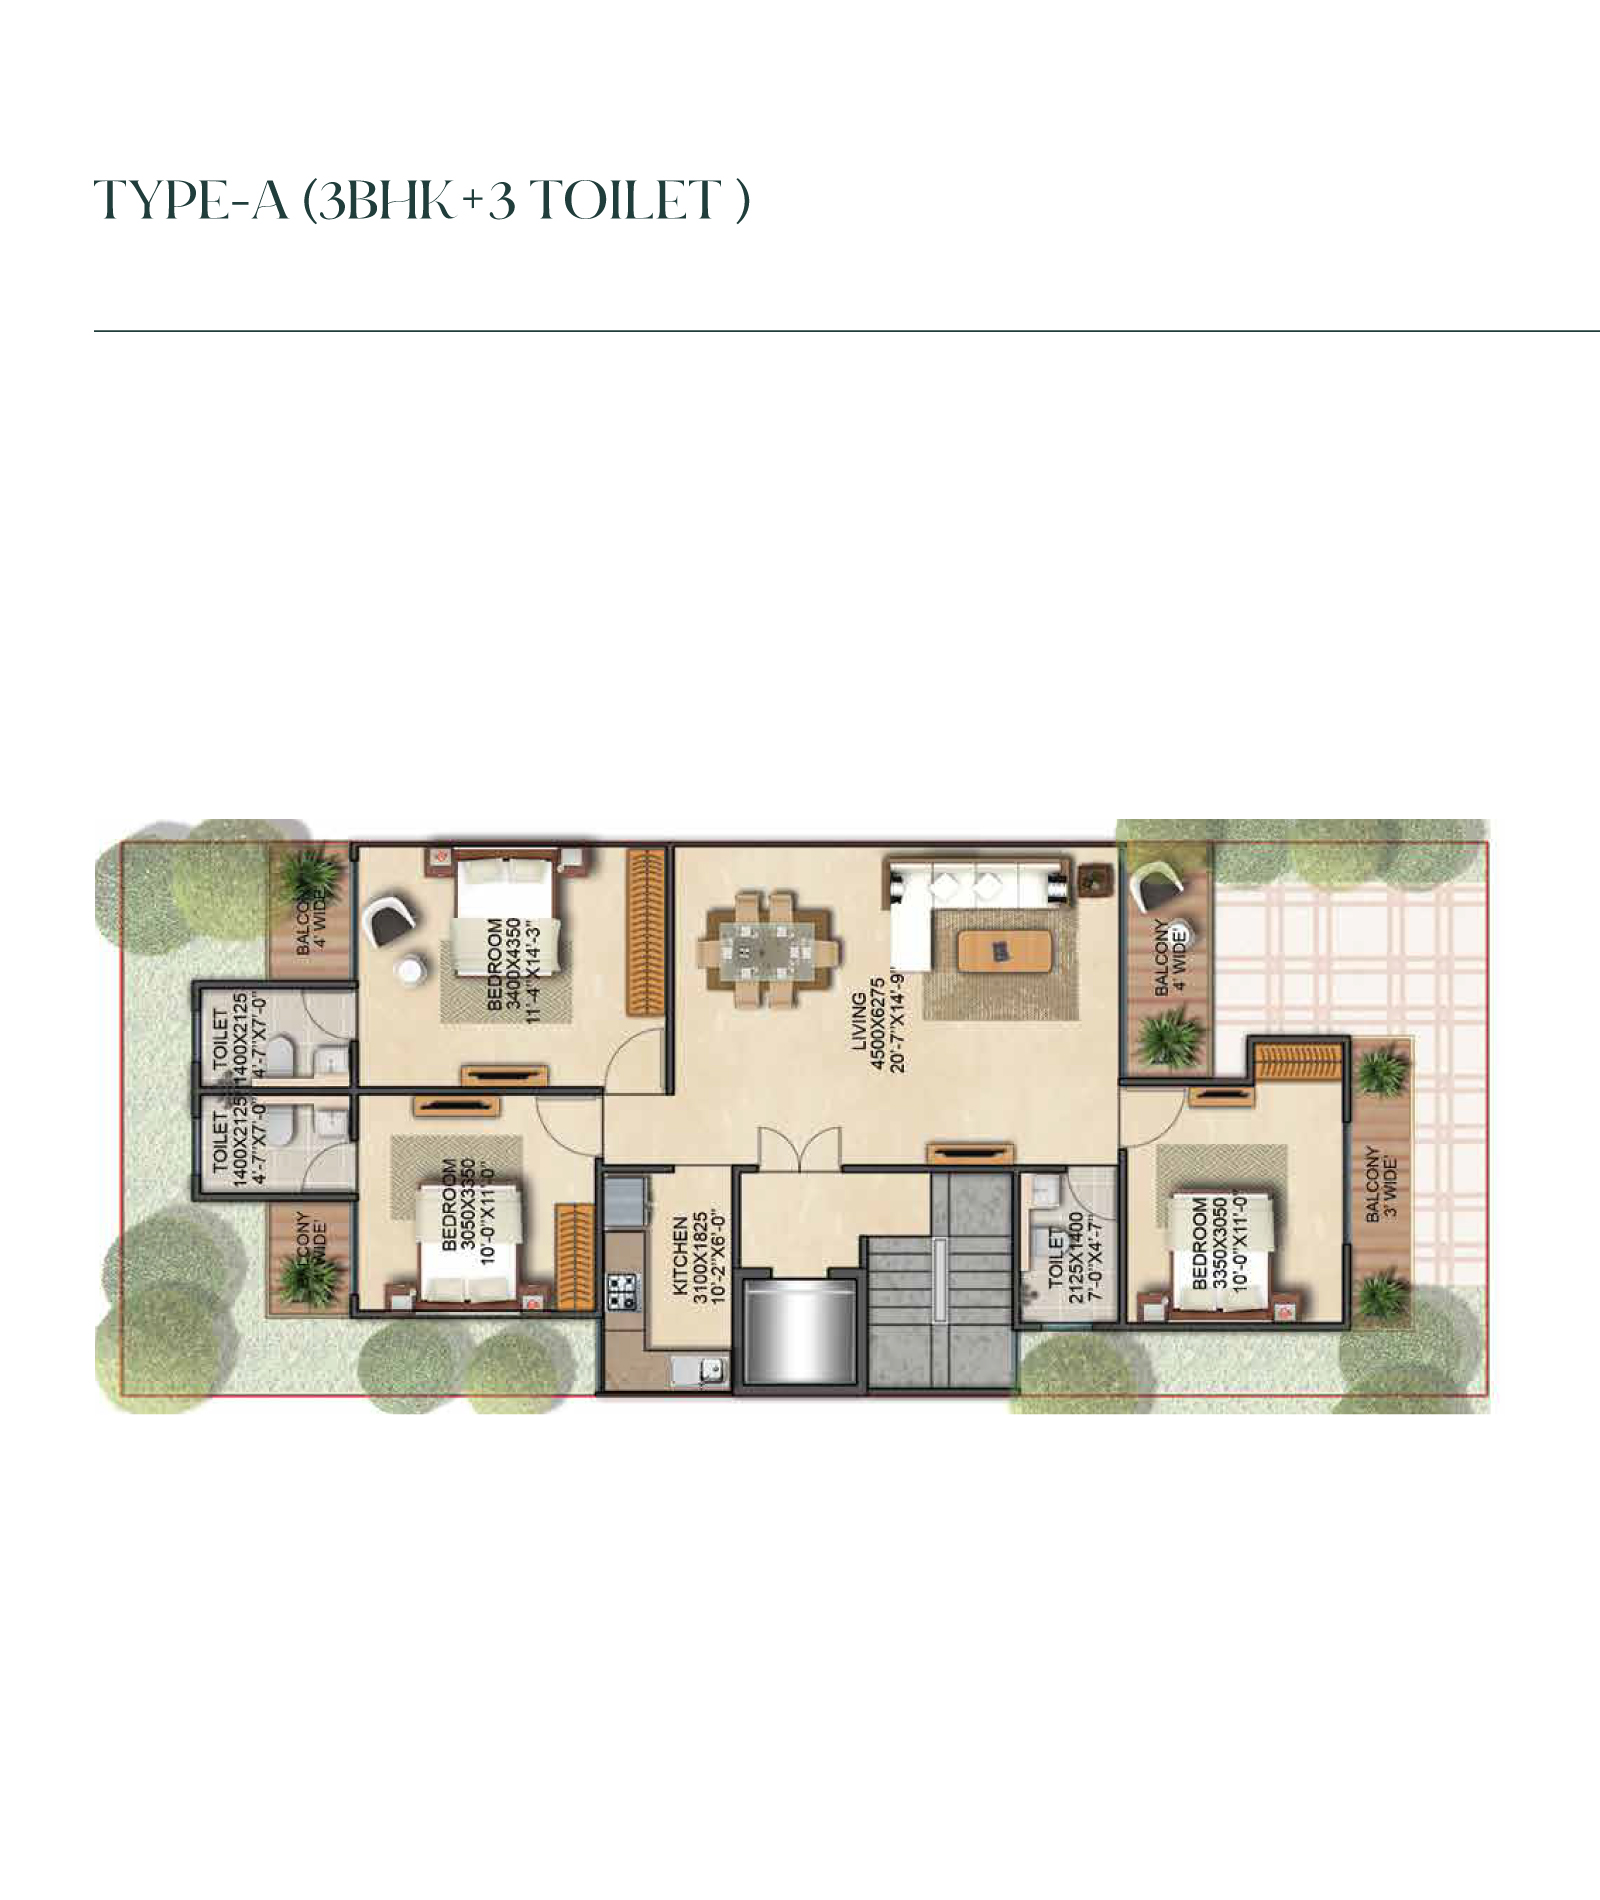 TYPE-A (3BHK+3 TOILET )
BALCONY
4' WIDE'
BEDROOM
3400X4350
11'-4"X14'-3"
LIVING
4500X6275
20'-7"X14'-9"
BALCONY
4' WIDE'
TOILET
1400X2125
4'-7"X7'-0"
TOILET
1400X2125
4'-7"X7'-0"
BEDROOM
3050X3350
10'-0"X11'-0"
KITCHEN
3100X1825
10'-2"X6'-0"
TOILET
2125X1400
7'-0"X4'-7"
BEDROOM
3350X3050
10'-0"X11'-0"
BALCONY
3' WIDE'
WIDE'